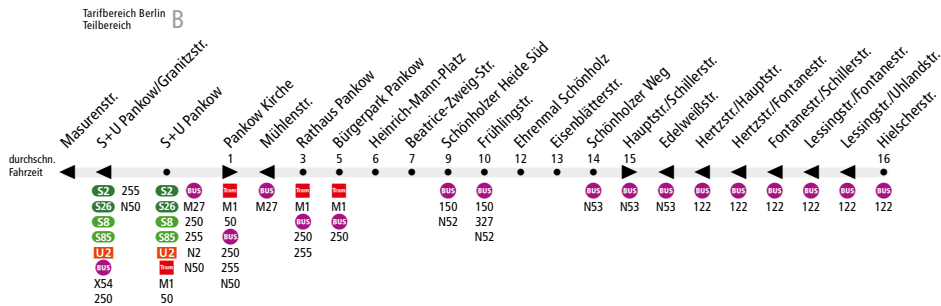 Tarifbereich Berlin
Teilbereich B
Masurenstr.
S+U Pankow/Granitzstr.
S+U Pankow
Pankow Kirche
Mühlenstr.
Rathaus Pankow
Bürgerpark Pankow
Heinrich-Mann-Platz
Beatrice-Zweig-Str.
Schönholzer Heide Süd
Frühlingstr.
Ehrenmal Schönholz
Eisenblätterstr.
Schönholzer Weg
Hauptstr./Schillerstr.
Edelweißstr.
Hertzstr./Hauptstr.
Hertzstr./Fontanestr.
Fontanestr./Schillerstr.
Lessingstr./Fontanestr.
Lessingstr./Uhlandstr.
Hielscherstr.
durchschn. 1 3 5 6 7 9 10 12 13 14 15 16
Fahrzeit
S2 255 S2 BUS Tram BUS Tram Tram BUS BUS BUS BUS BUS BUS BUS BUS BUS BUS BUS
S26 N50 S26 M27 M1 M27 M1 M1 150 150 N53 N53 N53 122 122 122 122 122 122
S8 S8 250 50 BUS BUS N52 327
S85 S85 255 BUS 250 250 N52
U2 U2 N2 250 255
BUS Tram N50 255
X54 M1 N50
250 50